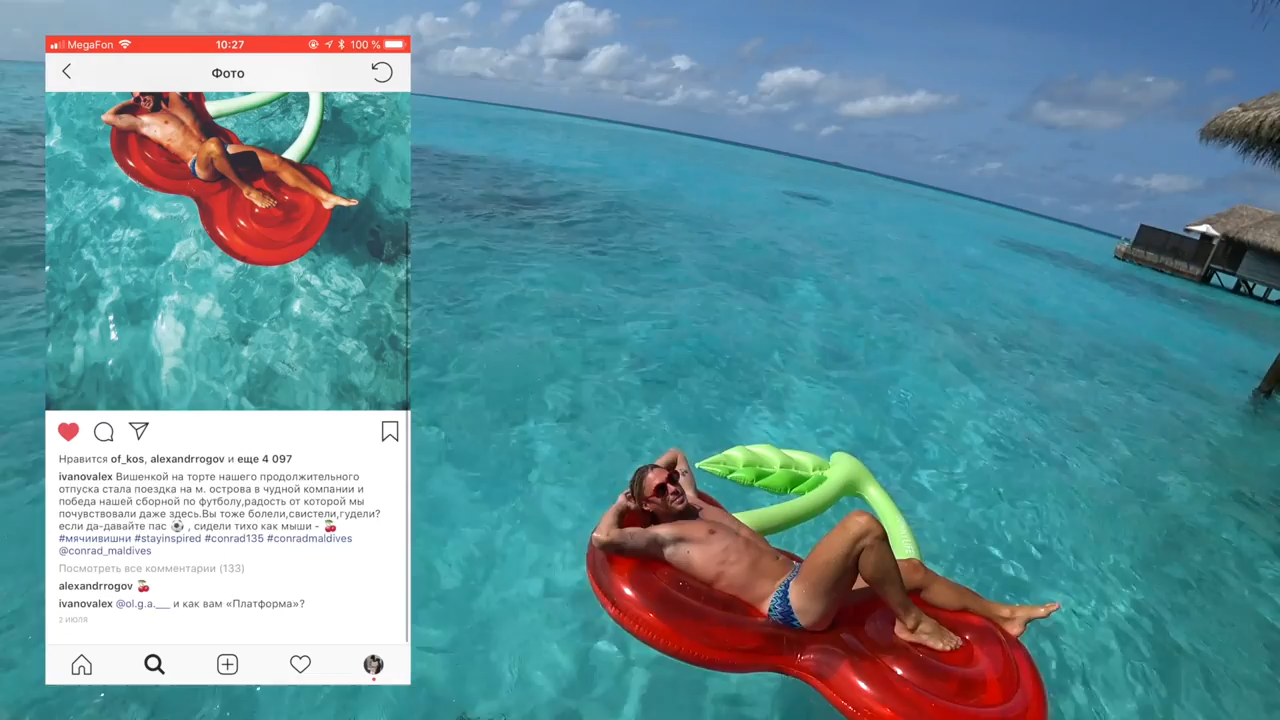 MegaFon 10:27 100 %
Фото
Нравится of_kos, alexandrrogov и еще 4 097
ivanovalex Вишенкой на торте нашего продолжительного
отпуска стала поездка на м. острова в чудной компании и
победа нашей сборной по футболу,радость от которой мы
почувствовали даже здесь.Вы тоже болели,свистели,гудели?
если да-давайте пас ⚽ , сидели тихо как мыши - 🍒
#мячиивишни #stayinspired #conrad135 #conradmaldives
@conrad_maldives
Посмотреть все комментарии (133)
alexandrrogov 🍒
ivanovalex @ol.g.a.___ и как вам «Платформа»?
2 ИЮЛЯ